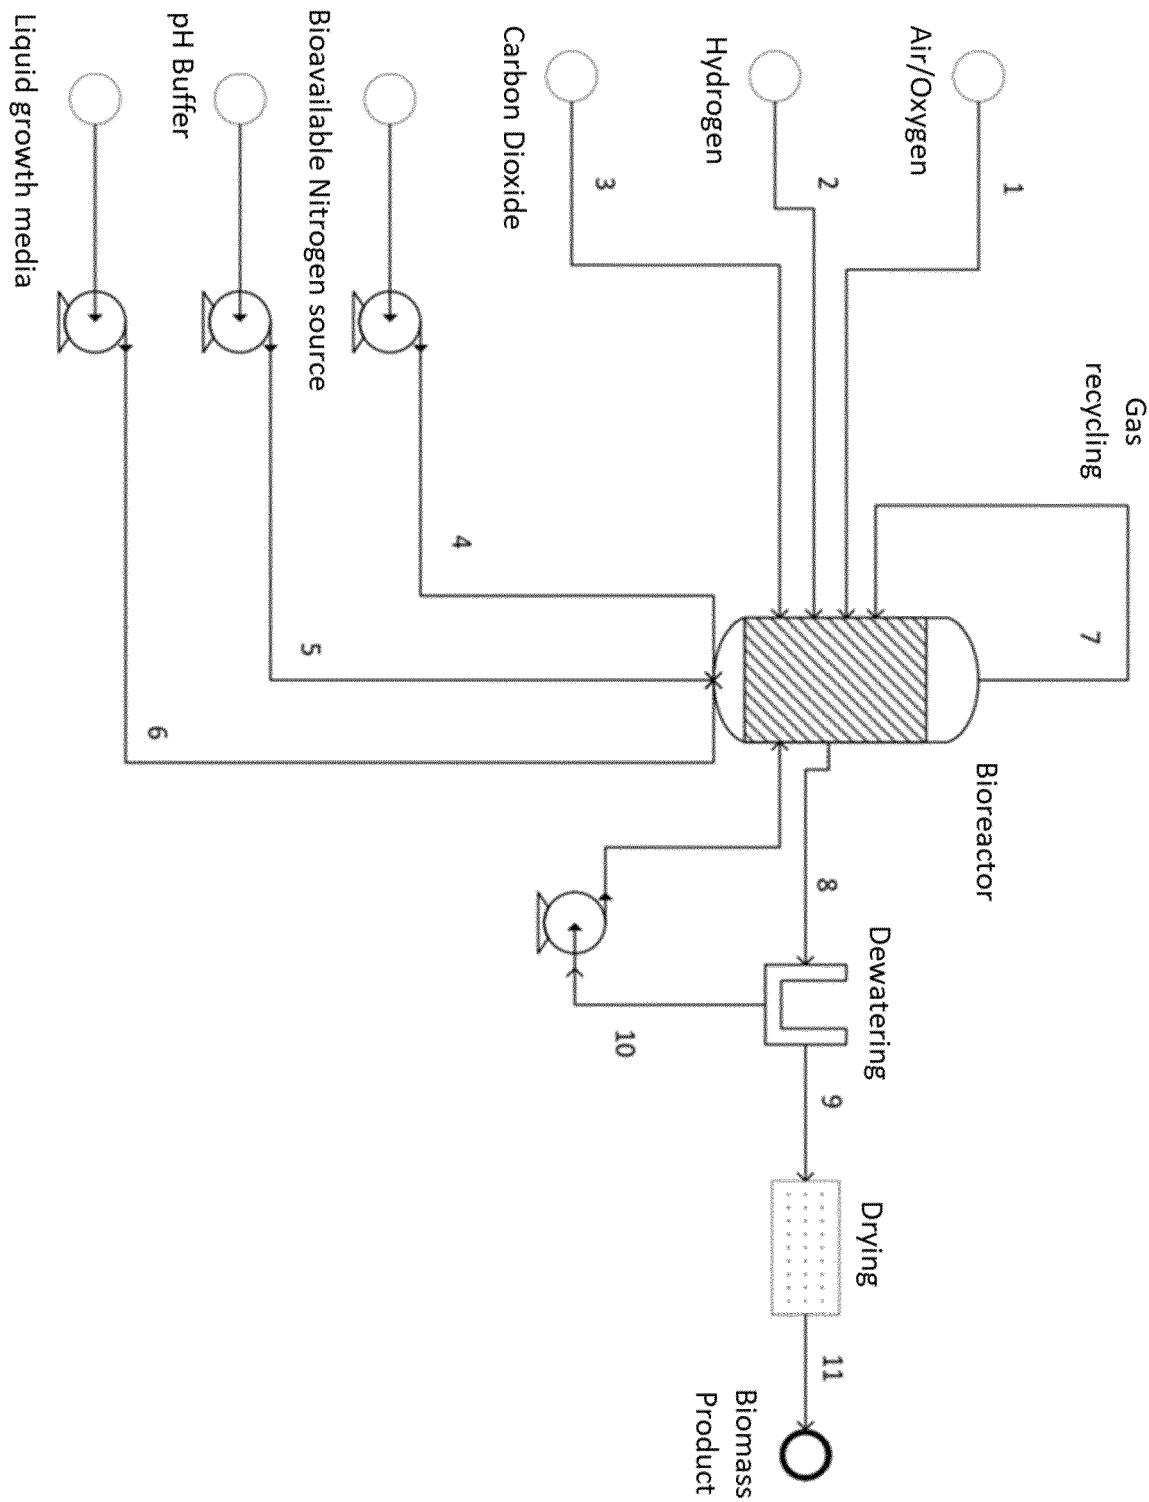 Air/Oxygen
1
Hydrogen
2
Carbon Dioxide
3
Bioavailable Nitrogen source
4
pH Buffer
5
Liquid growth media
6
Gas
recycling
7
Bioreactor
8
Dewatering
9
10
Drying
11
Biomass
Product